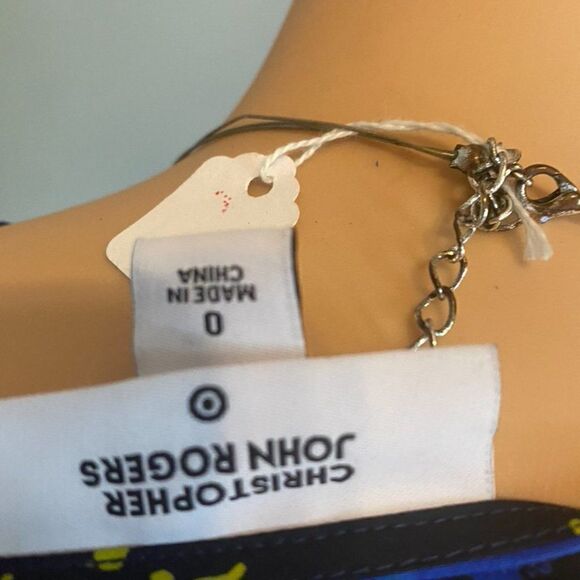 CHRISTOPHER
JOHN ROGERS
0
MADE IN
CHINA